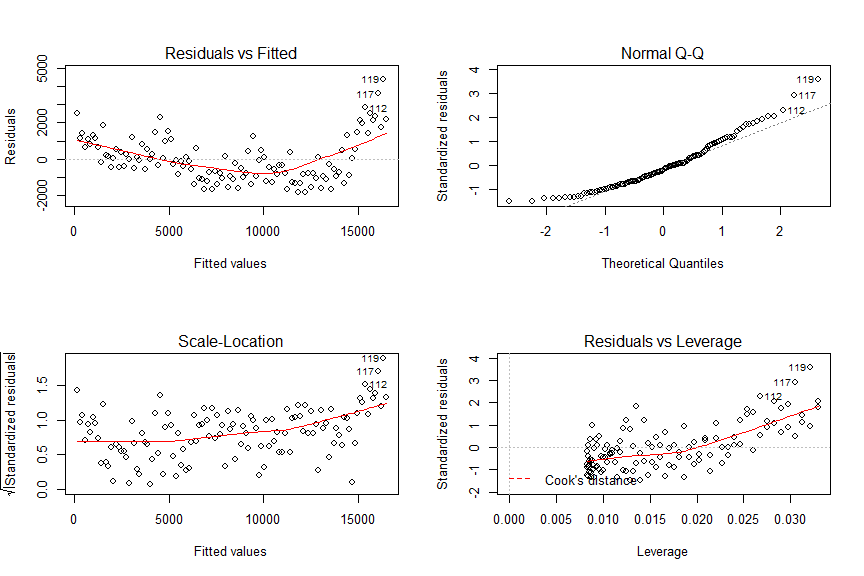 Residuals vs Fitted
Residuals
-2000 0 2000 5000
119
117
112
0 5000 10000 15000
Fitted values
Normal Q-Q
Standardized residuals
-1 0 1 2 3 4
119
117
112
-2 -1 0 1 2
Theoretical Quantiles
Scale-Location
√|Standardized residuals|
0.0 0.5 1.0 1.5
119
117
112
0 5000 10000 15000
Fitted values
Residuals vs Leverage
Standardized residuals
-2 -1 0 1 2 3 4
119
117
112
Cook's distance
0.000 0.005 0.010 0.015 0.020 0.025 0.030
Leverage